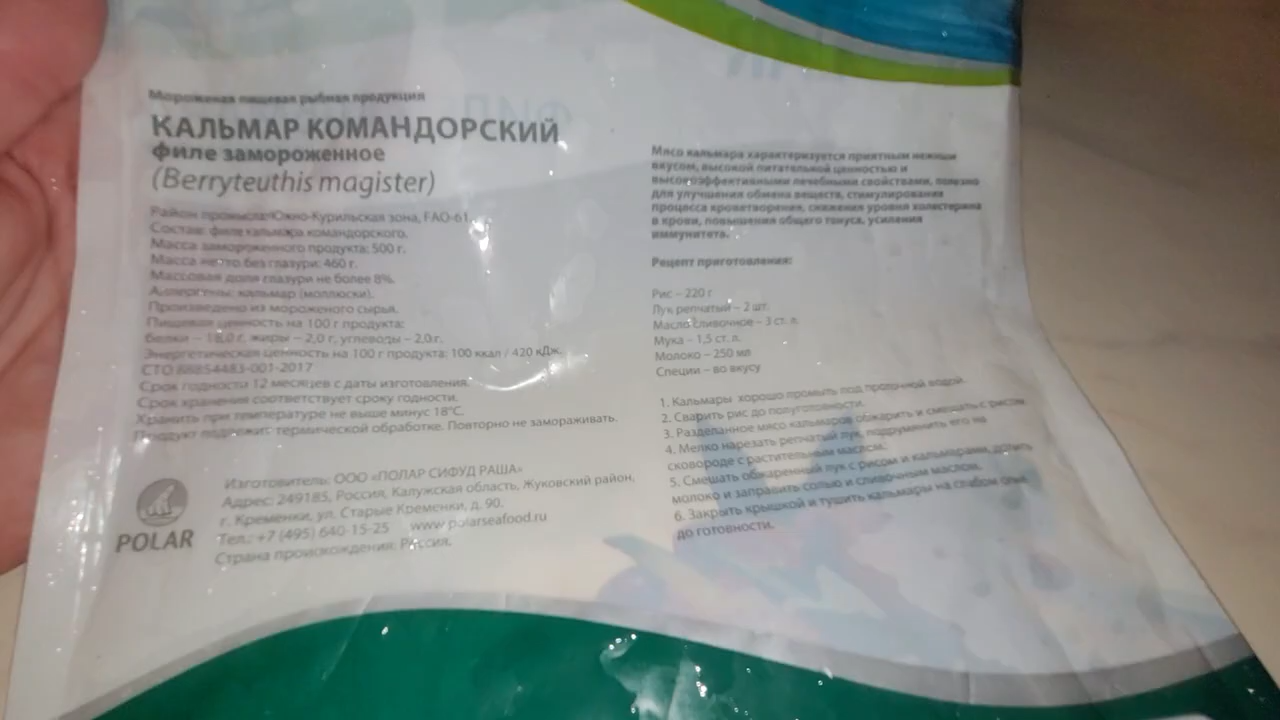 Мороженая пищевая рыбная продукция
КАЛЬМАР КОМАНДОРСКИЙ
филе замороженное
(Berryteuthis magister)
Район промысла: Южно-Курильская зона, FAO-61
Состав: филе кальмара командорского.
Масса замороженного продукта: 500 г.
Масса нетто без глазури: 460 г.
Массовая доля глазури не более 8%.
Аллергены: кальмар (моллюски).
Произведено из мороженого сырья.
Пищевая ценность на 100 г продукта:
белки – 18,0 г, жиры – 2,0 г, углеводы – 2,0 г.
Энергетическая ценность на 100 г продукта: 100 ккал / 420 кДж.
СТО 88854483-001-2017
Срок годности 12 месяцев с даты изготовления.
Срок хранения соответствует сроку годности.
Хранить при температуре не выше минус 18°С.
Продукт подлежит термической обработке. Повторно не замораживать.
Изготовитель: ООО «ПОЛАР СИФУД РАША»
Адрес: 249185, Россия, Калужская область, Жуковский район,
г. Кременки, ул. Старые Кременки, д. 90.
Тел.: +7 (495) 640-15-25 www.polarseafood.ru
Страна происхождения: Россия.
POLAR
Мясо кальмара характеризуется приятным нежным
вкусом, высокой питательной ценностью и
высокоэффективными лечебными свойствами, полезно
для улучшения обмена веществ, стимулирования
процесса кроветворения, снижения уровня холестерина
в крови, повышения общего тонуса, усиления
иммунитета.
Рецепт приготовления:
Рис – 220 г
Лук репчатый – 2 шт.
Масло сливочное – 3 ст. л.
Мука – 1,5 ст. л.
Молоко – 250 мл
Специи – во вкусу
1. Кальмары хорошо промыть под проточной водой.
2. Сварить рис до полуготовности.
3. Разделанное мясо кальмаров обжарить и смешать с рисом.
4. Мелко нарезать репчатый лук, подрумянить его на
сковороде с растительным маслом.
5. Смешать обжаренный лук с рисом и кальмарами, долить
молоко и заправить солью и сливочным маслом.
6. Закрыть крышкой и тушить кальмары на слабом огне
до готовности.